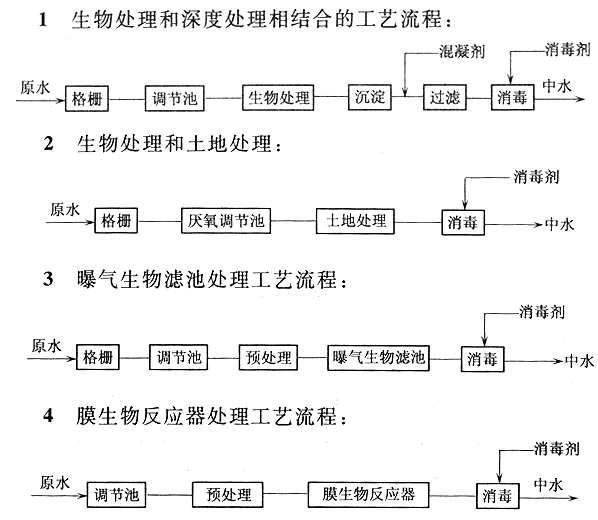 1 生物处理和深度处理相结合的工艺流程：
混凝剂 消毒剂
原水 格栅 调节池 生物处理 沉淀 过滤 消毒 中水
2 生物处理和土地处理：
消毒剂
原水 格栅 厌氧调节池 土地处理 消毒 中水
3 曝气生物滤池处理工艺流程：
消毒剂
原水 格栅 调节池 预处理 曝气生物滤池 消毒 中水
4 膜生物反应器处理工艺流程：
消毒剂
原水 调节池 预处理 膜生物反应器 消毒 中水